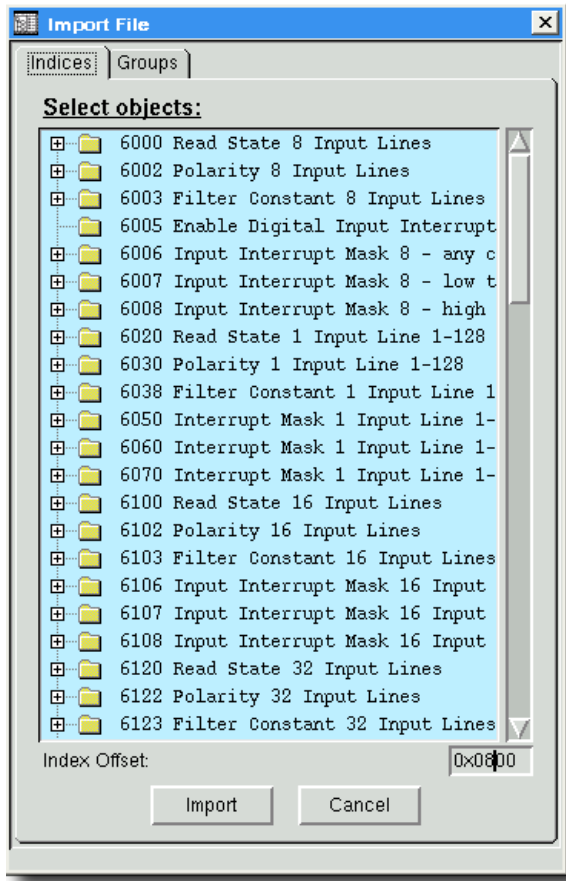 Import File
Indices Groups
Select objects:
6000 Read State 8 Input Lines
6002 Polarity 8 Input Lines
6003 Filter Constant 8 Input Lines
6005 Enable Digital Input Interrupt
6006 Input Interrupt Mask 8 - any c
6007 Input Interrupt Mask 8 - low t
6008 Input Interrupt Mask 8 - high
6020 Read State 1 Input Line 1-128
6030 Polarity 1 Input Line 1-128
6038 Filter Constant 1 Input Line 1
6050 Interrupt Mask 1 Input Line 1-
6060 Interrupt Mask 1 Input Line 1-
6070 Interrupt Mask 1 Input Line 1-
6100 Read State 16 Input Lines
6102 Polarity 16 Input Lines
6103 Filter Constant 16 Input Lines
6106 Input Interrupt Mask 16 Input
6107 Input Interrupt Mask 16 Input
6108 Input Interrupt Mask 16 Input
6120 Read State 32 Input Lines
6122 Polarity 32 Input Lines
6123 Filter Constant 32 Input Lines
Index Offset: 0x0800
Import Cancel